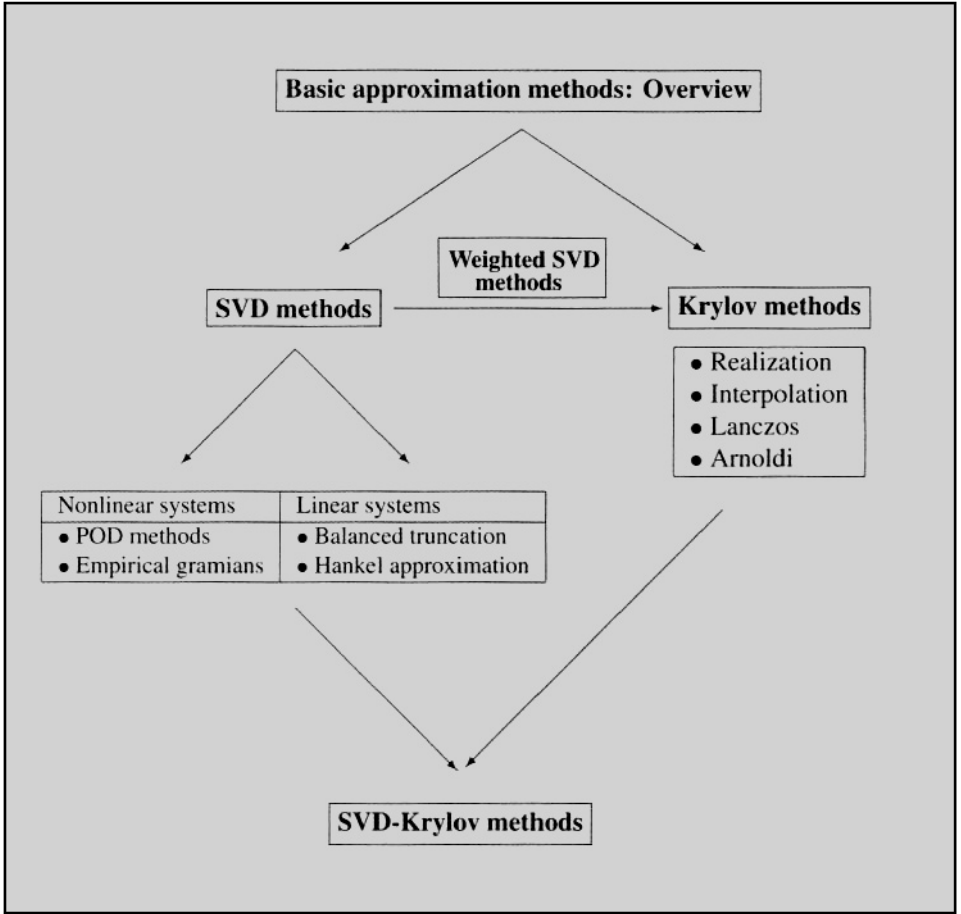 Basic approximation methods: Overview
Weighted SVD
methods
SVD methods
Krylov methods
• Realization
• Interpolation
• Lanczos
• Arnoldi
Nonlinear systems
• POD methods
• Empirical gramians
Linear systems
• Balanced truncation
• Hankel approximation
SVD-Krylov methods